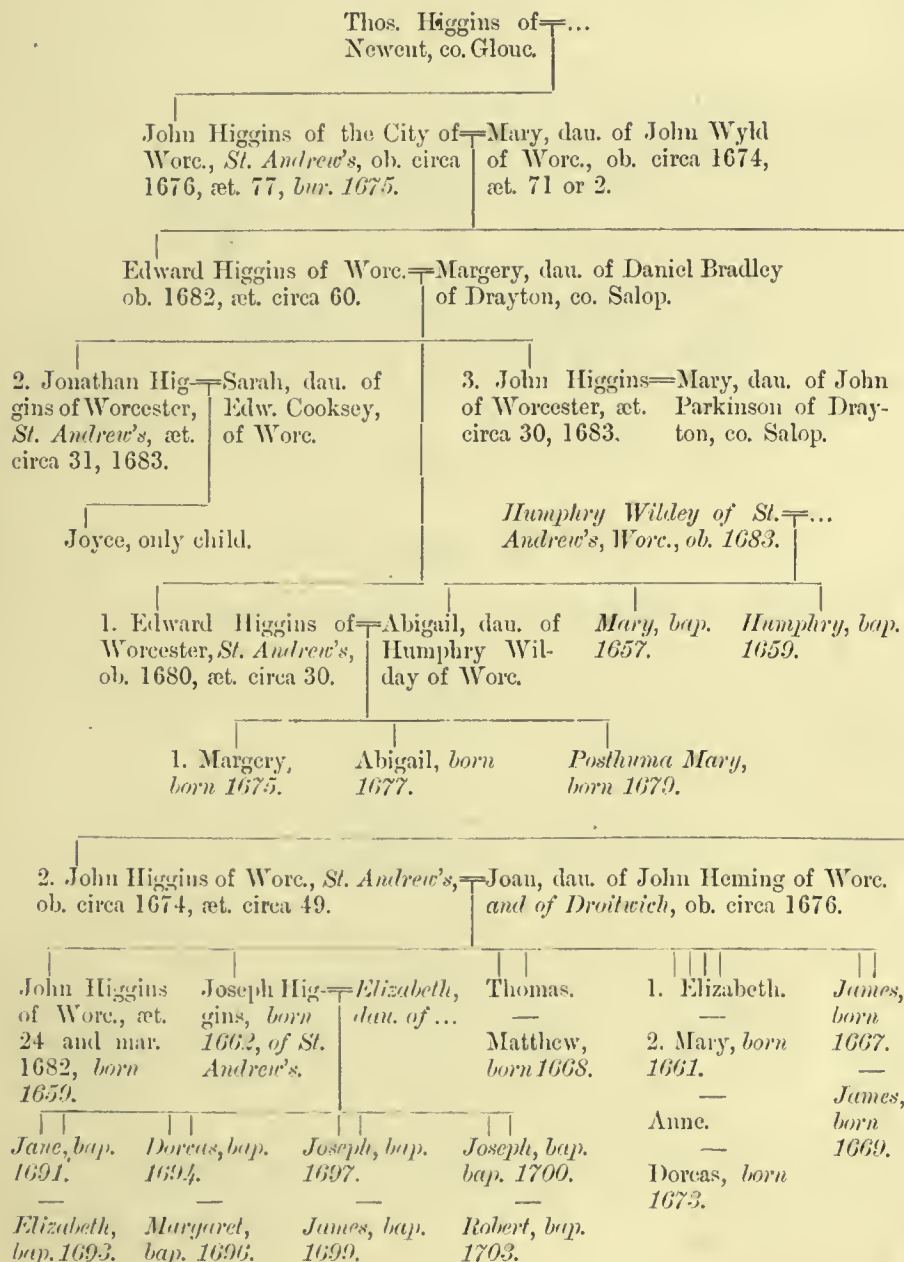 Thos. Higgins of=...
Newent, co. Glouc.
John Higgins of the City of=Mary, dau. of John Wyld
Worc., St. Andrew's, ob. circa of Worc., ob. circa 1674,
1676, æt. 77, bur. 1675. æt. 71 or 2.
Edward Higgins of Worc.=Margery, dau. of Daniel Bradley
ob. 1682, æt. circa 60. of Drayton, co. Salop.
2. Jonathan Hig-=Sarah, dau. of
gins of Worcester, Edw. Cooksey,
St. Andrew's, æt. of Worc.
circa 31, 1683.
3. John Higgins=Mary, dau. of John
of Worcester, æt. Parkinson of Dray-
circa 30, 1683. ton, co. Salop.
Joyce, only child.
Humphry Wildey of St.=...
Andrew's, Worc., ob. 1683.
1. Edward Higgins of=Abigail, dau. of
Worcester, St. Andrew's, Humphry Wil-
ob. 1680, æt. circa 30. day of Worc.
Mary, bap.
1657.
Humphry, bap.
1659.
1. Margery,
born 1675.
Abigail, born
1677.
Posthuma Mary,
born 1679.
2. John Higgins of Worc., St. Andrew's,=Joan, dau. of John Heming of Worc.
ob. circa 1674, æt. circa 49. and of Droitwich, ob. circa 1676.
John Higgins
of Worc., æt.
24 and mar.
1682, born
1659.
Joseph Hig-=Elizabeth,
gins, born dau. of ...
1662, of St.
Andrew's.
Thomas.
—
Matthew,
born 1668.
1. Elizabeth.
—
2. Mary, born
1661.
—
Anne.
—
Dorcas, born
1673.
James,
born
1667.
—
James,
born
1669.
Jane, bap.
1691.
—
Elizabeth,
bap. 1693.
Dorcas, bap.
1694.
—
Margaret,
bap. 1696.
Joseph, bap.
1697.
—
James, bap.
1699.
Joseph, bap.
bap. 1700.
—
Robert, bap.
1703.